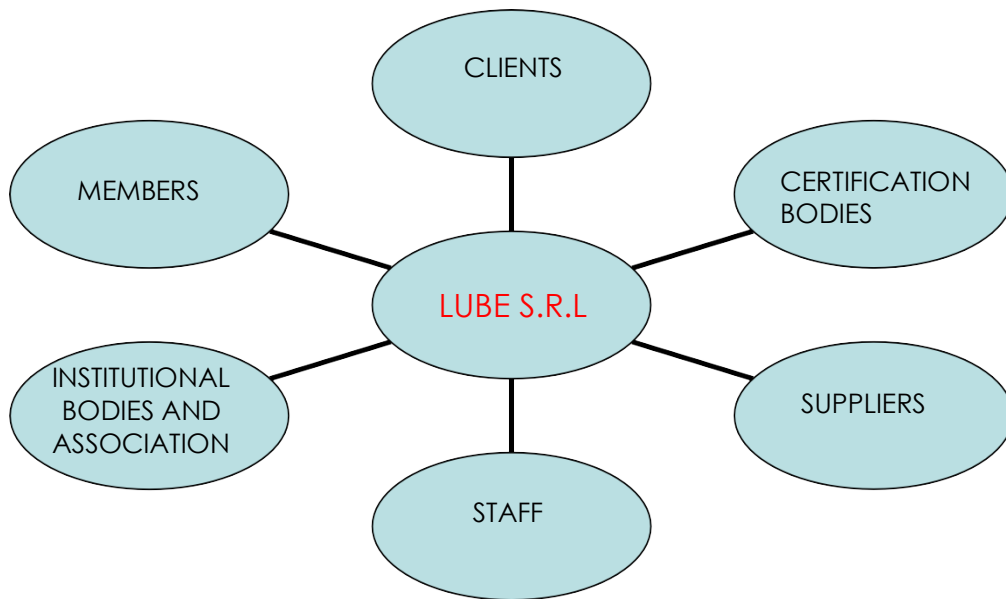 CLIENTS
MEMBERS
CERTIFICATION
BODIES
LUBE S.R.L
INSTITUTIONAL
BODIES AND
ASSOCIATION
SUPPLIERS
STAFF